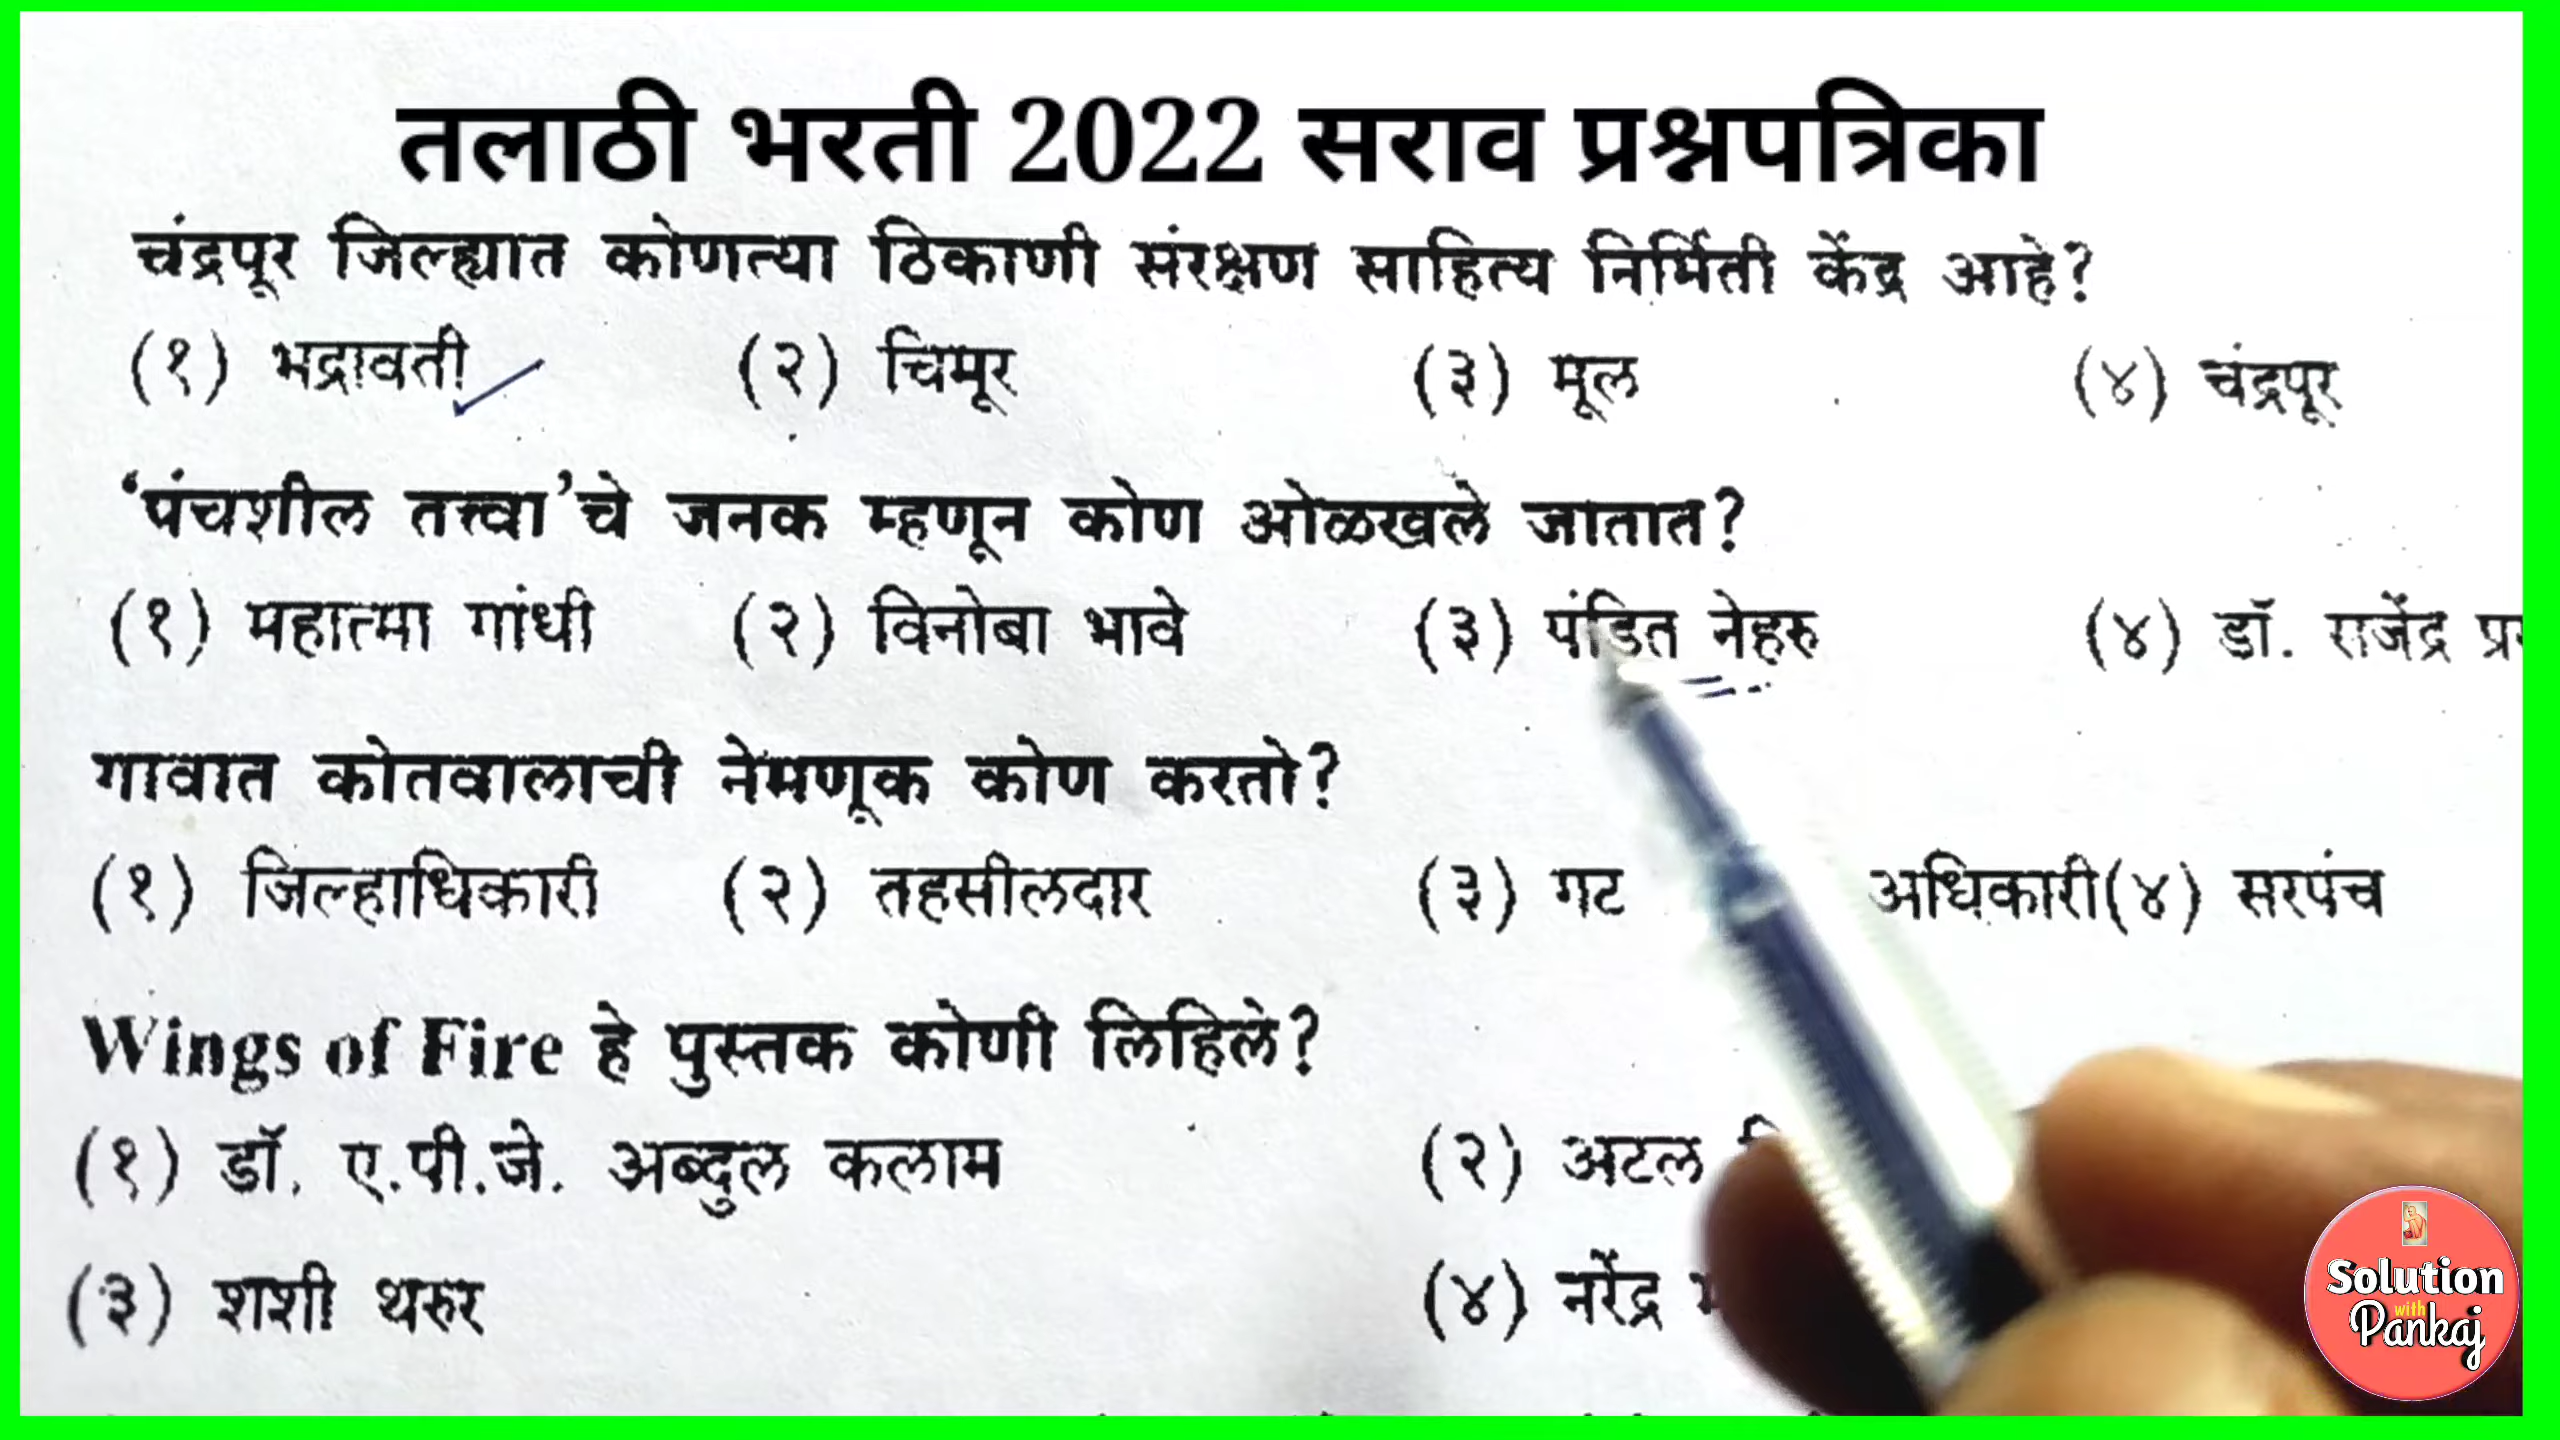 तलाठी भरती 2022 सराव प्रश्नपत्रिका
चंद्रपूर जिल्ह्यात कोणत्या ठिकाणी संरक्षण साहित्य निर्मिती केंद्र आहे?
(१) भद्रावती (२) चिमूर (३) मूल (४) चंद्रपूर
‘पंचशील तत्त्वा’चे जनक म्हणून कोण ओळखले जातात?
(१) महात्मा गांधी (२) विनोबा भावे (३) पंडित नेहरु (४) डॉ. राजेंद्र
गावात कोतवालाची नेमणूक कोण करतो?
(१) जिल्हाधिकारी (२) तहसीलदार (३) गट अधिकारी (४) सरपंच
Wings of Fire हे पुस्तक कोणी लिहिले?
(१) डॉ. ए.पी.जे. अब्दुल कलाम (२) अटल
(३) शशी थरुर (४) नरेंद्र
Solution
with
Pankaj